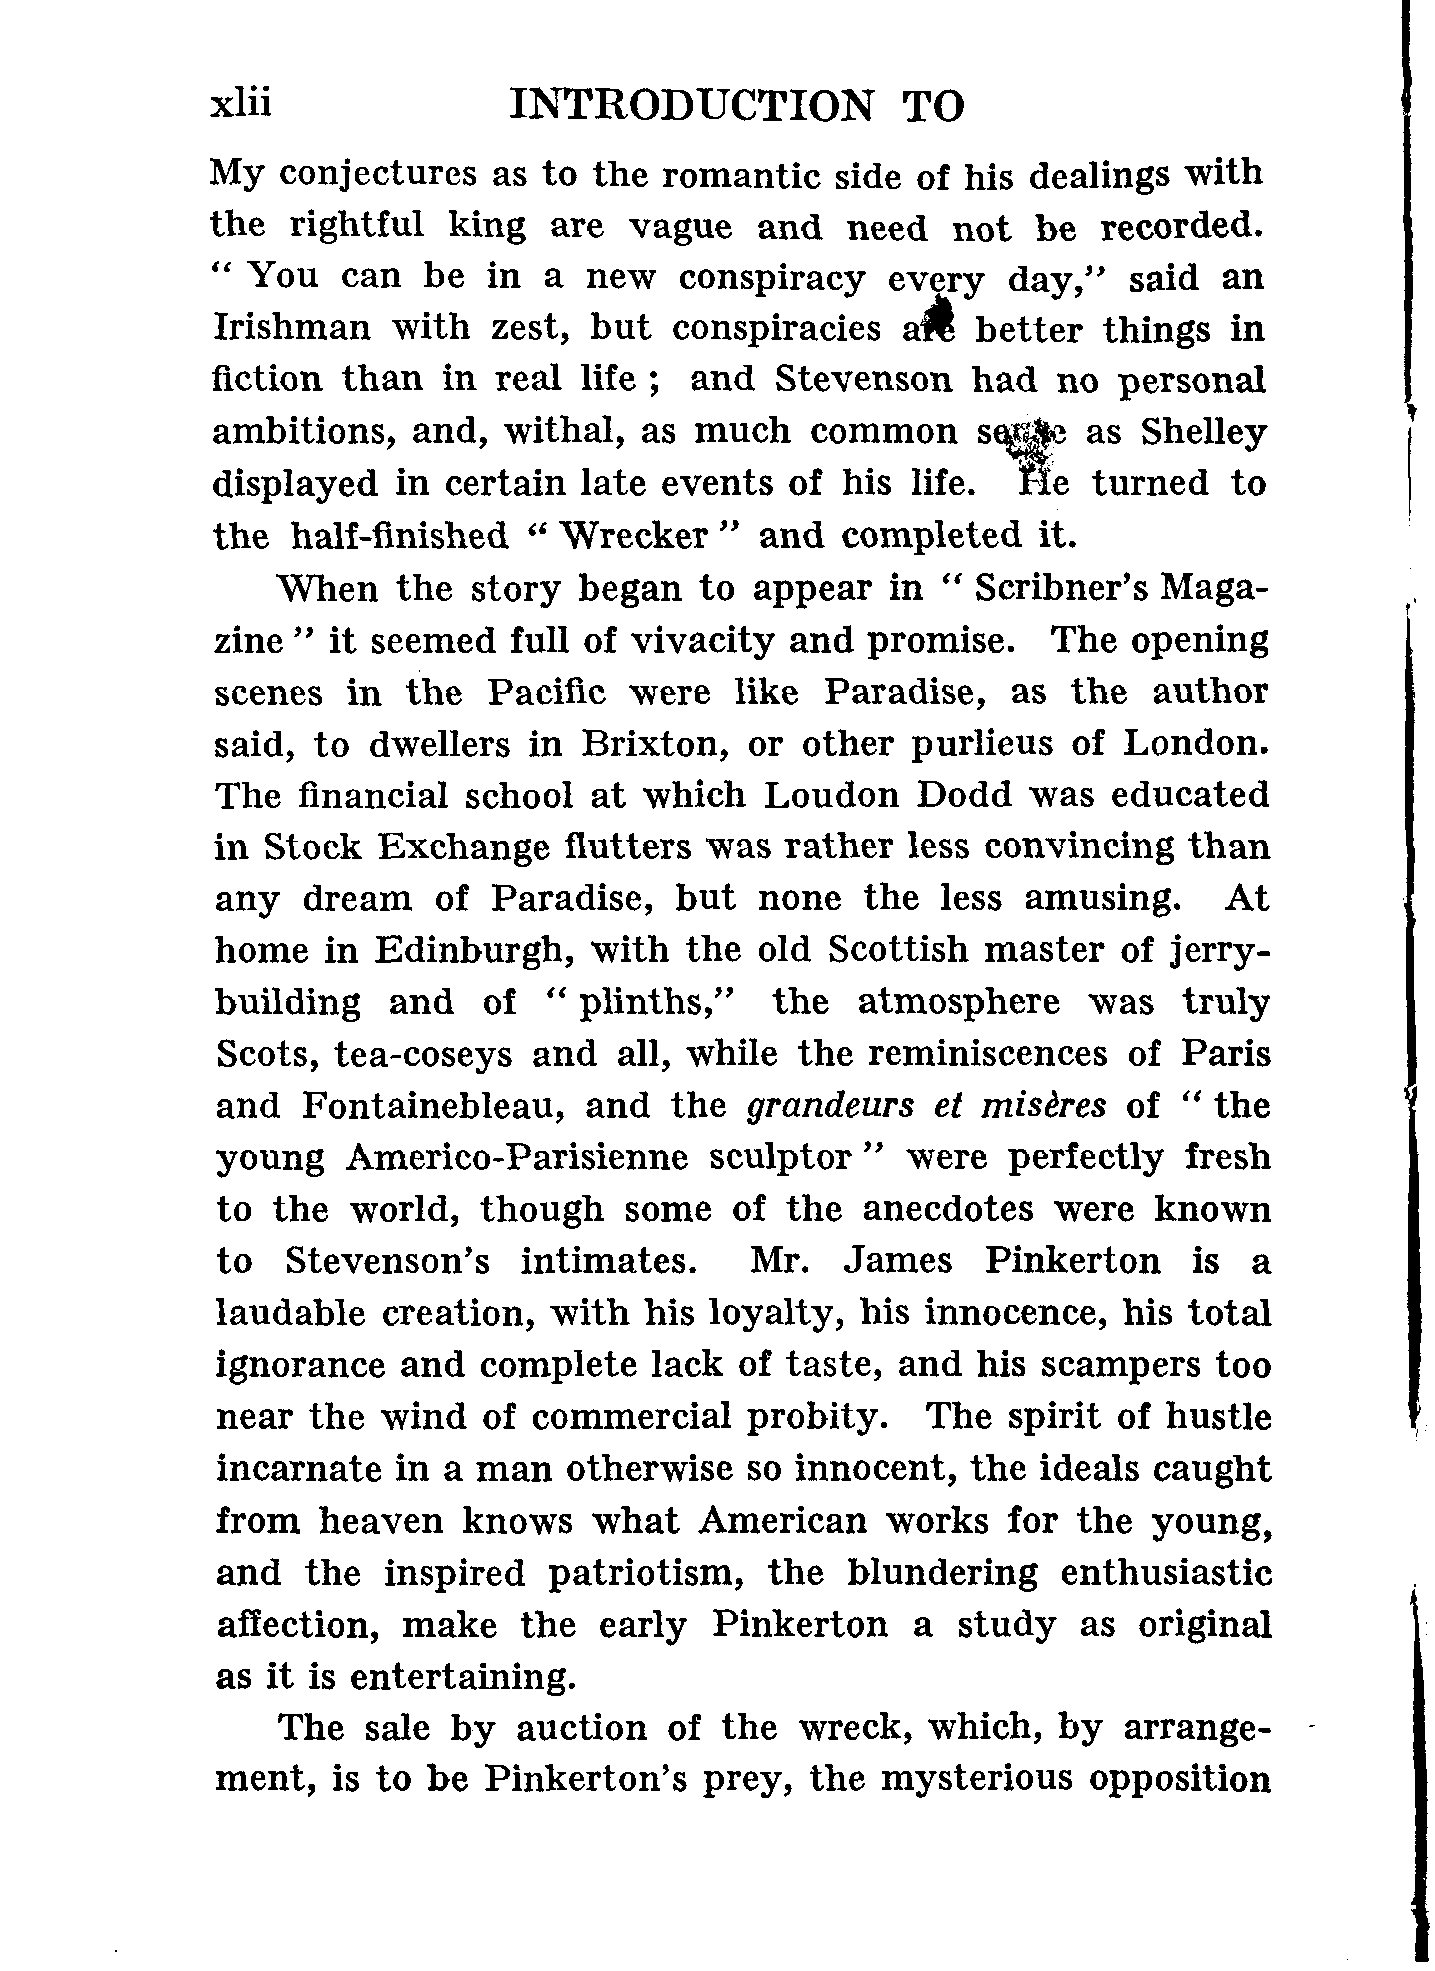 xlii INTRODUCTION TO
My conjectures as to the romantic side of his dealings with
the rightful king are vague and need not be recorded.
“ You can be in a new conspiracy every day,” said an
Irishman with zest, but conspiracies are better things in
fiction than in real life ; and Stevenson had no personal
ambitions, and, withal, as much common sense as Shelley
displayed in certain late events of his life. He turned to
the half-finished “ Wrecker ” and completed it.
When the story began to appear in “ Scribner’s Maga-
zine ” it seemed full of vivacity and promise. The opening
scenes in the Pacific were like Paradise, as the author
said, to dwellers in Brixton, or other purlieus of London.
The financial school at which Loudon Dodd was educated
in Stock Exchange flutters was rather less convincing than
any dream of Paradise, but none the less amusing. At
home in Edinburgh, with the old Scottish master of jerry-
building and of “ plinths,” the atmosphere was truly
Scots, tea-coseys and all, while the reminiscences of Paris
and Fontainebleau, and the grandeurs et misères of “ the
young Americo-Parisienne sculptor ” were perfectly fresh
to the world, though some of the anecdotes were known
to Stevenson’s intimates. Mr. James Pinkerton is a
laudable creation, with his loyalty, his innocence, his total
ignorance and complete lack of taste, and his scampers too
near the wind of commercial probity. The spirit of hustle
incarnate in a man otherwise so innocent, the ideals caught
from heaven knows what American works for the young,
and the inspired patriotism, the blundering enthusiastic
affection, make the early Pinkerton a study as original
as it is entertaining.
The sale by auction of the wreck, which, by arrange-
ment, is to be Pinkerton’s prey, the mysterious opposition